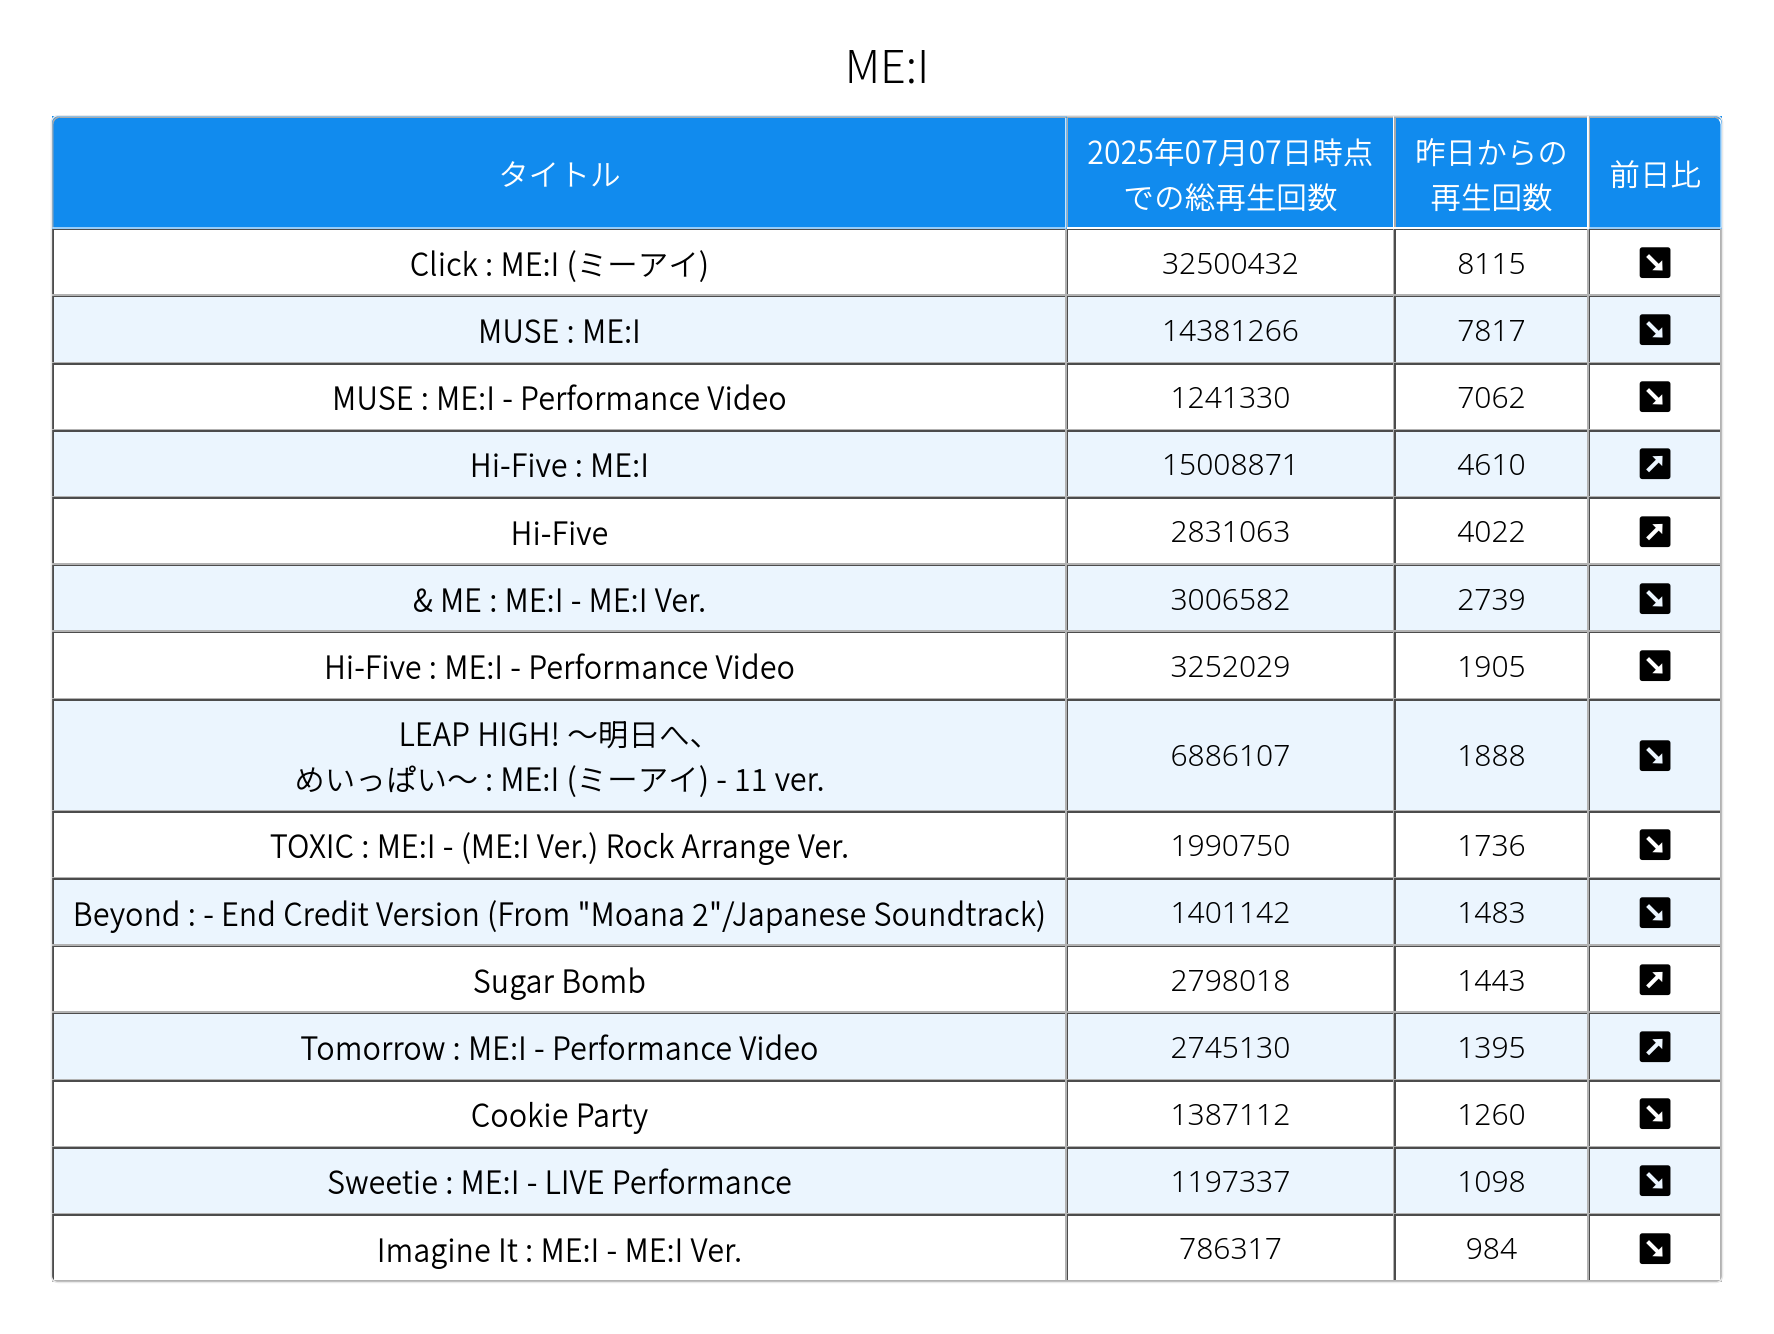 ME:I
タイトル 2025年07月07日時点 昨日からの 前日比
での総再生回数 再生回数
Click : ME:I (ミーアイ) 32500432 8115
MUSE : ME:I 14381266 7817
MUSE : ME:I - Performance Video 1241330 7062
Hi-Five : ME:I 15008871 4610
Hi-Five 2831063 4022
& ME : ME:I - ME:I Ver. 3006582 2739
Hi-Five : ME:I - Performance Video 3252029 1905
LEAP HIGH! 〜明日へ、
めいっぱい〜 : ME:I (ミーアイ) - 11 ver. 6886107 1888
TOXIC : ME:I - (ME:I Ver.) Rock Arrange Ver. 1990750 1736
Beyond : - End Credit Version (From "Moana 2"/Japanese Soundtrack) 1401142 1483
Sugar Bomb 2798018 1443
Tomorrow : ME:I - Performance Video 2745130 1395
Cookie Party 1387112 1260
Sweetie : ME:I - LIVE Performance 1197337 1098
Imagine It : ME:I - ME:I Ver. 786317 984